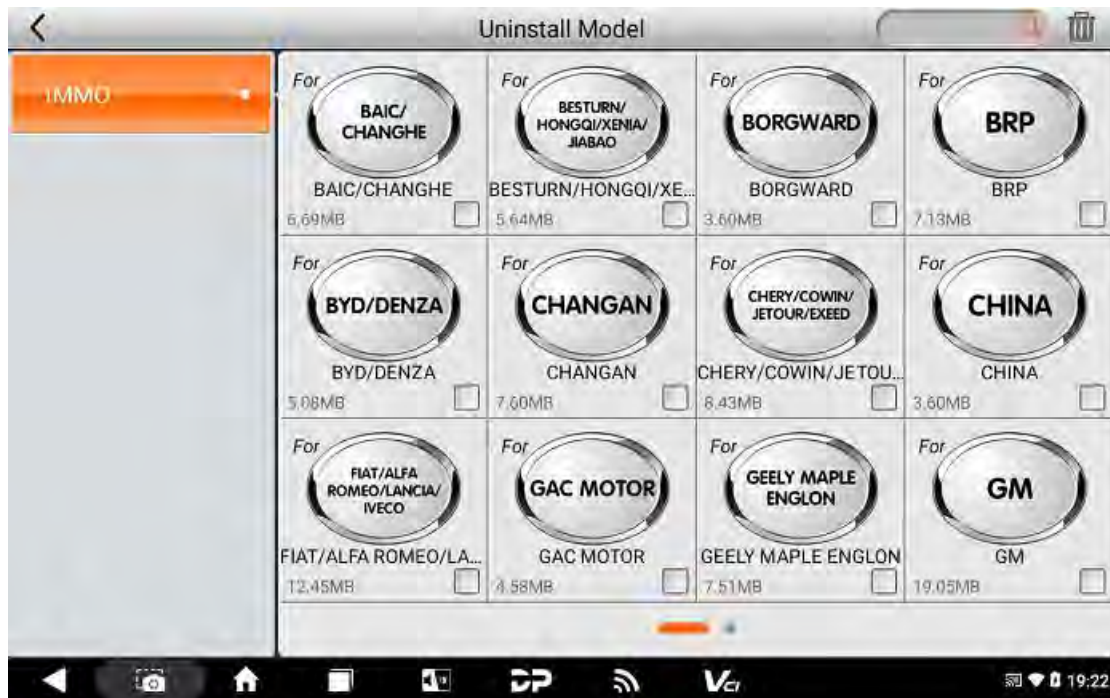 Uninstall Model
IMMO
For
BAIC/
CHANGHE
BAIC/CHANGHE
6.69MB
For
BESTURN/
HONGQI/XENIA/
JIABAO
BESTURN/HONGQI/XE...
5.64MB
For
BORGWARD
BORGWARD
3.60MB
For
BRP
BRP
7.13MB
For
BYD/DENZA
BYD/DENZA
5.08MB
For
CHANGAN
CHANGAN
7.60MB
For
CHERY/COWIN/
JETOUR/EXEED
CHERY/COWIN/JETOU...
8.43MB
For
CHINA
CHINA
3.60MB
For
FIAT/ALFA
ROMEO/LANCIA/
IVECO
FIAT/ALFA ROMEO/LA...
12.45MB
For
GAC MOTOR
GAC MOTOR
4.58MB
For
GEELY MAPLE
ENGLON
GEELY MAPLE ENGLON
7.51MB
For
GM
GM
19.05MB
DP
VCI
19:22